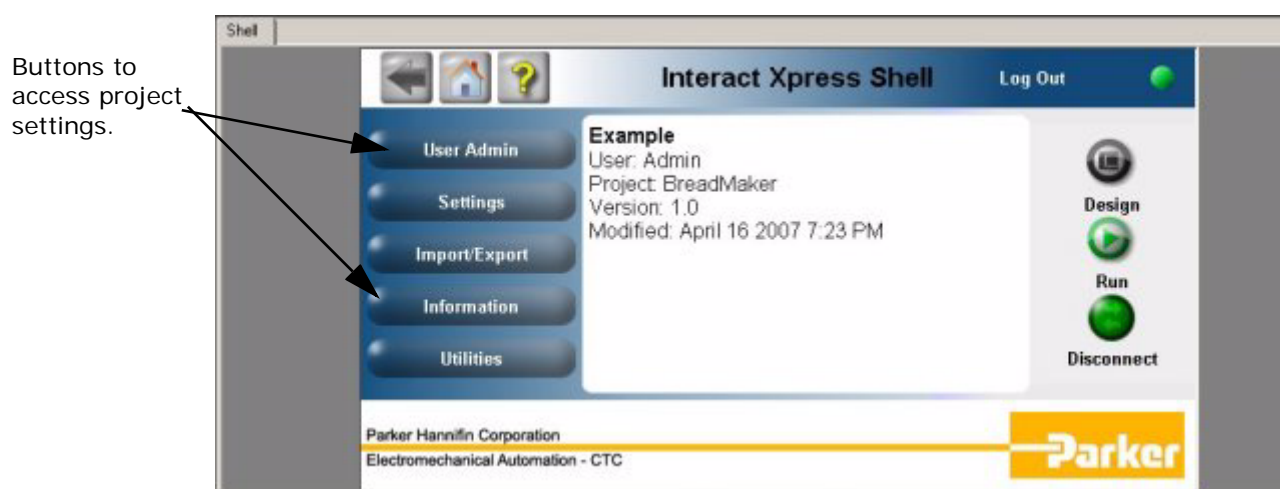 Shell
Buttons to
access project
settings.
Interact Xpress Shell
Log Out
User Admin
Settings
Import/Export
Information
Utilities
Example
User: Admin
Project: BreadMaker
Version: 1.0
Modified: April 16 2007 7:23 PM
Design
Run
Disconnect
Parker Hannifin Corporation
Electromechanical Automation - CTC
Parker